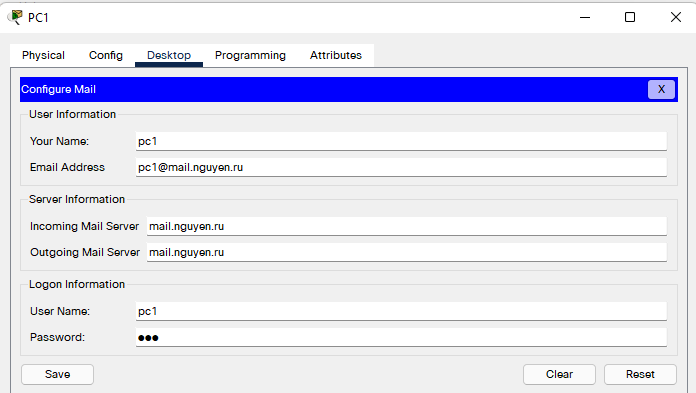 PC1
Physical Config Desktop Programming Attributes
Configure Mail X
User Information
Your Name: pc1
Email Address pc1@mail.nguyen.ru
Server Information
Incoming Mail Server mail.nguyen.ru
Outgoing Mail Server mail.nguyen.ru
Logon Information
User Name: pc1
Password: ●●●
Save Clear Reset